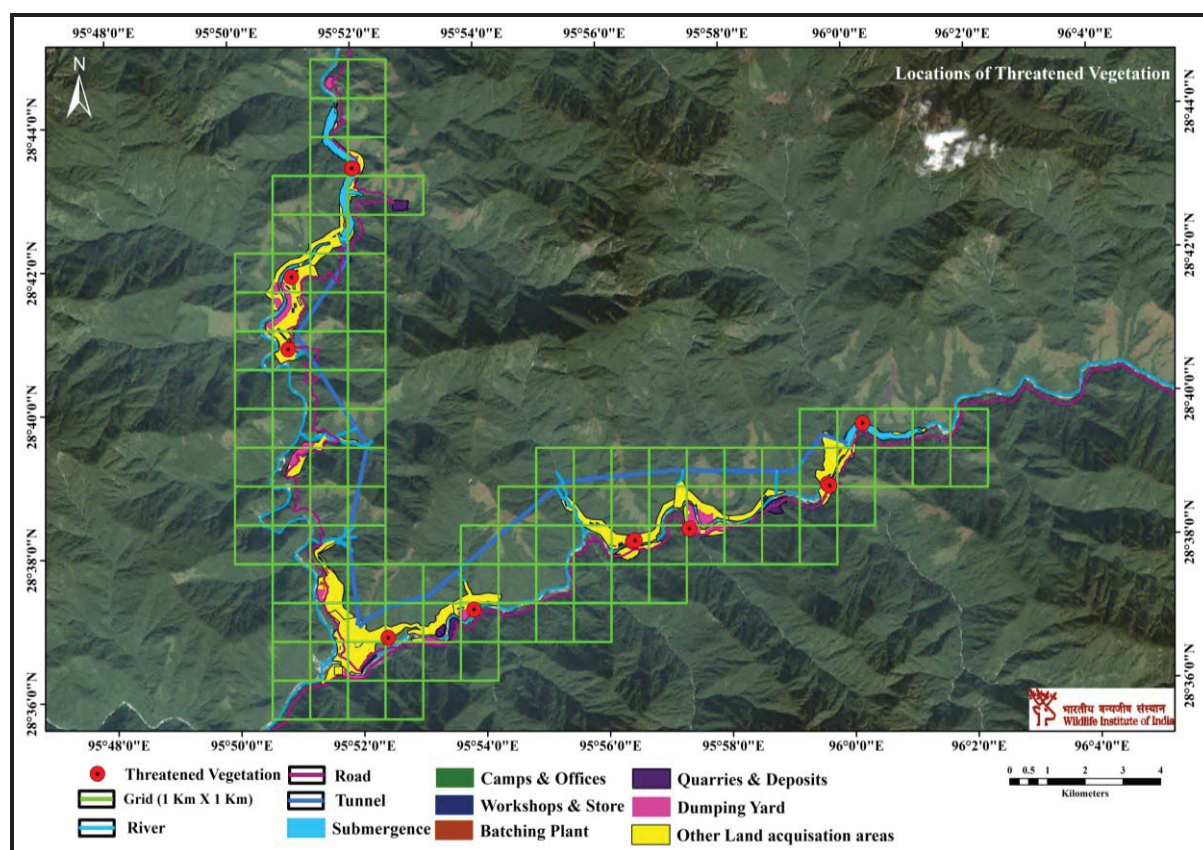 95°48'0"E 95°50'0"E 95°52'0"E 95°54'0"E 95°56'0"E 95°58'0"E 96°0'0"E 96°2'0"E 96°4'0"E
N
Locations of Threatened Vegetation
28°44'0"N 28°44'0"N
28°42'0"N 28°42'0"N
28°40'0"N 28°40'0"N
28°38'0"N 28°38'0"N
28°36'0"N 28°36'0"N
भारतीय वन्यजीव संस्थान
Wildlife Institute of India
95°48'0"E 95°50'0"E 95°52'0"E 95°54'0"E 95°56'0"E 95°58'0"E 96°0'0"E 96°2'0"E 96°4'0"E
Threatened Vegetation Road Camps & Offices Quarries & Deposits
Grid (1 Km X 1 Km) Tunnel Workshops & Store Dumping Yard
River Submergence Batching Plant Other Land acquisation areas
0 0.5 1 2 3 4
Kilometers